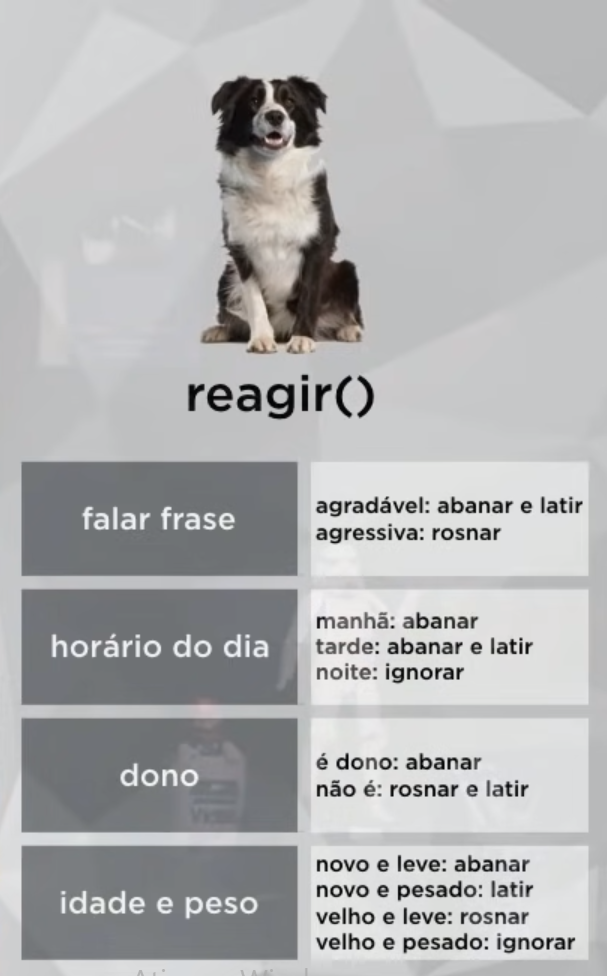 reagir()
falar frase
agradável: abanar e latir
agressiva: rosnar
horário do dia
manhã: abanar
tarde: abanar e latir
noite: ignorar
dono
é dono: abanar
não é: rosnar e latir
idade e peso
novo e leve: abanar
novo e pesado: latir
velho e leve: rosnar
velho e pesado: ignorar